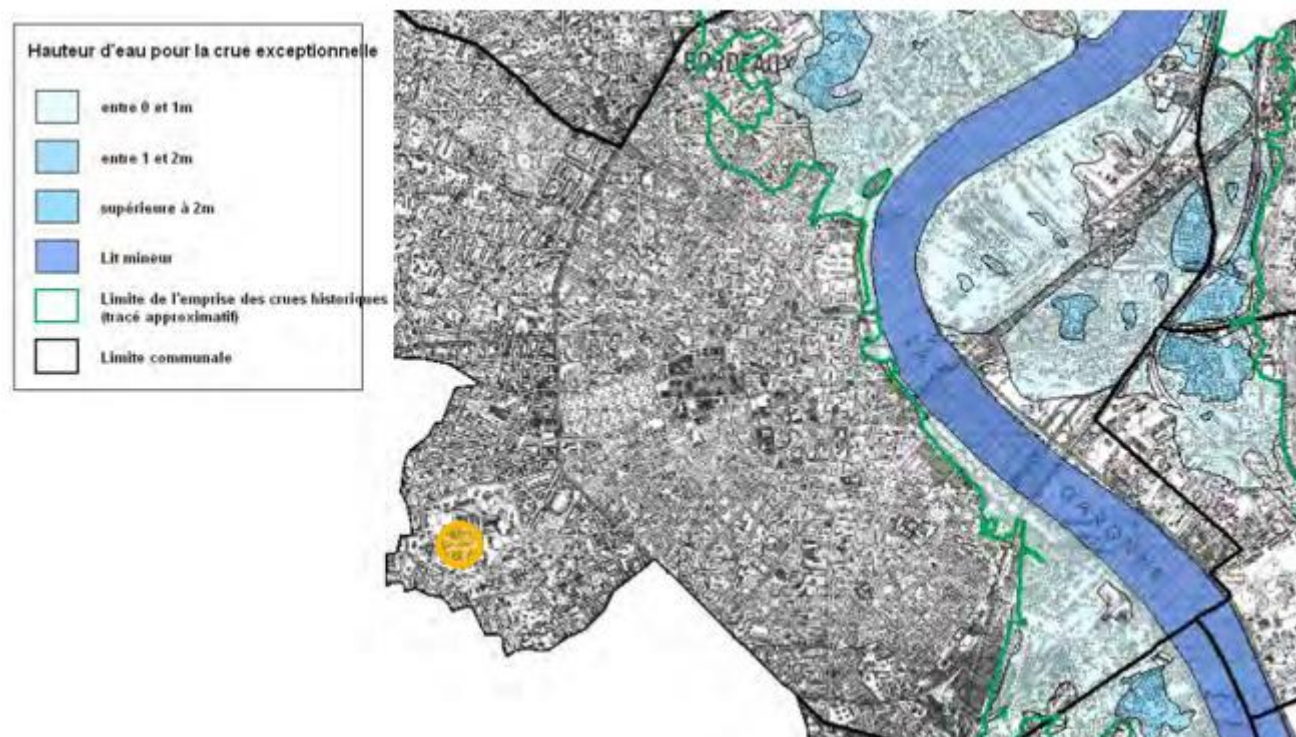 Hauteur d'eau pour la crue exceptionnelle
entre 0 et 1m
entre 1 et 2m
supérieure à 2m
Lit mineur
Limite de l'emprise des crues historiques
(tracé approximatif)
Limite communale
BORDEAUX
GARONNE